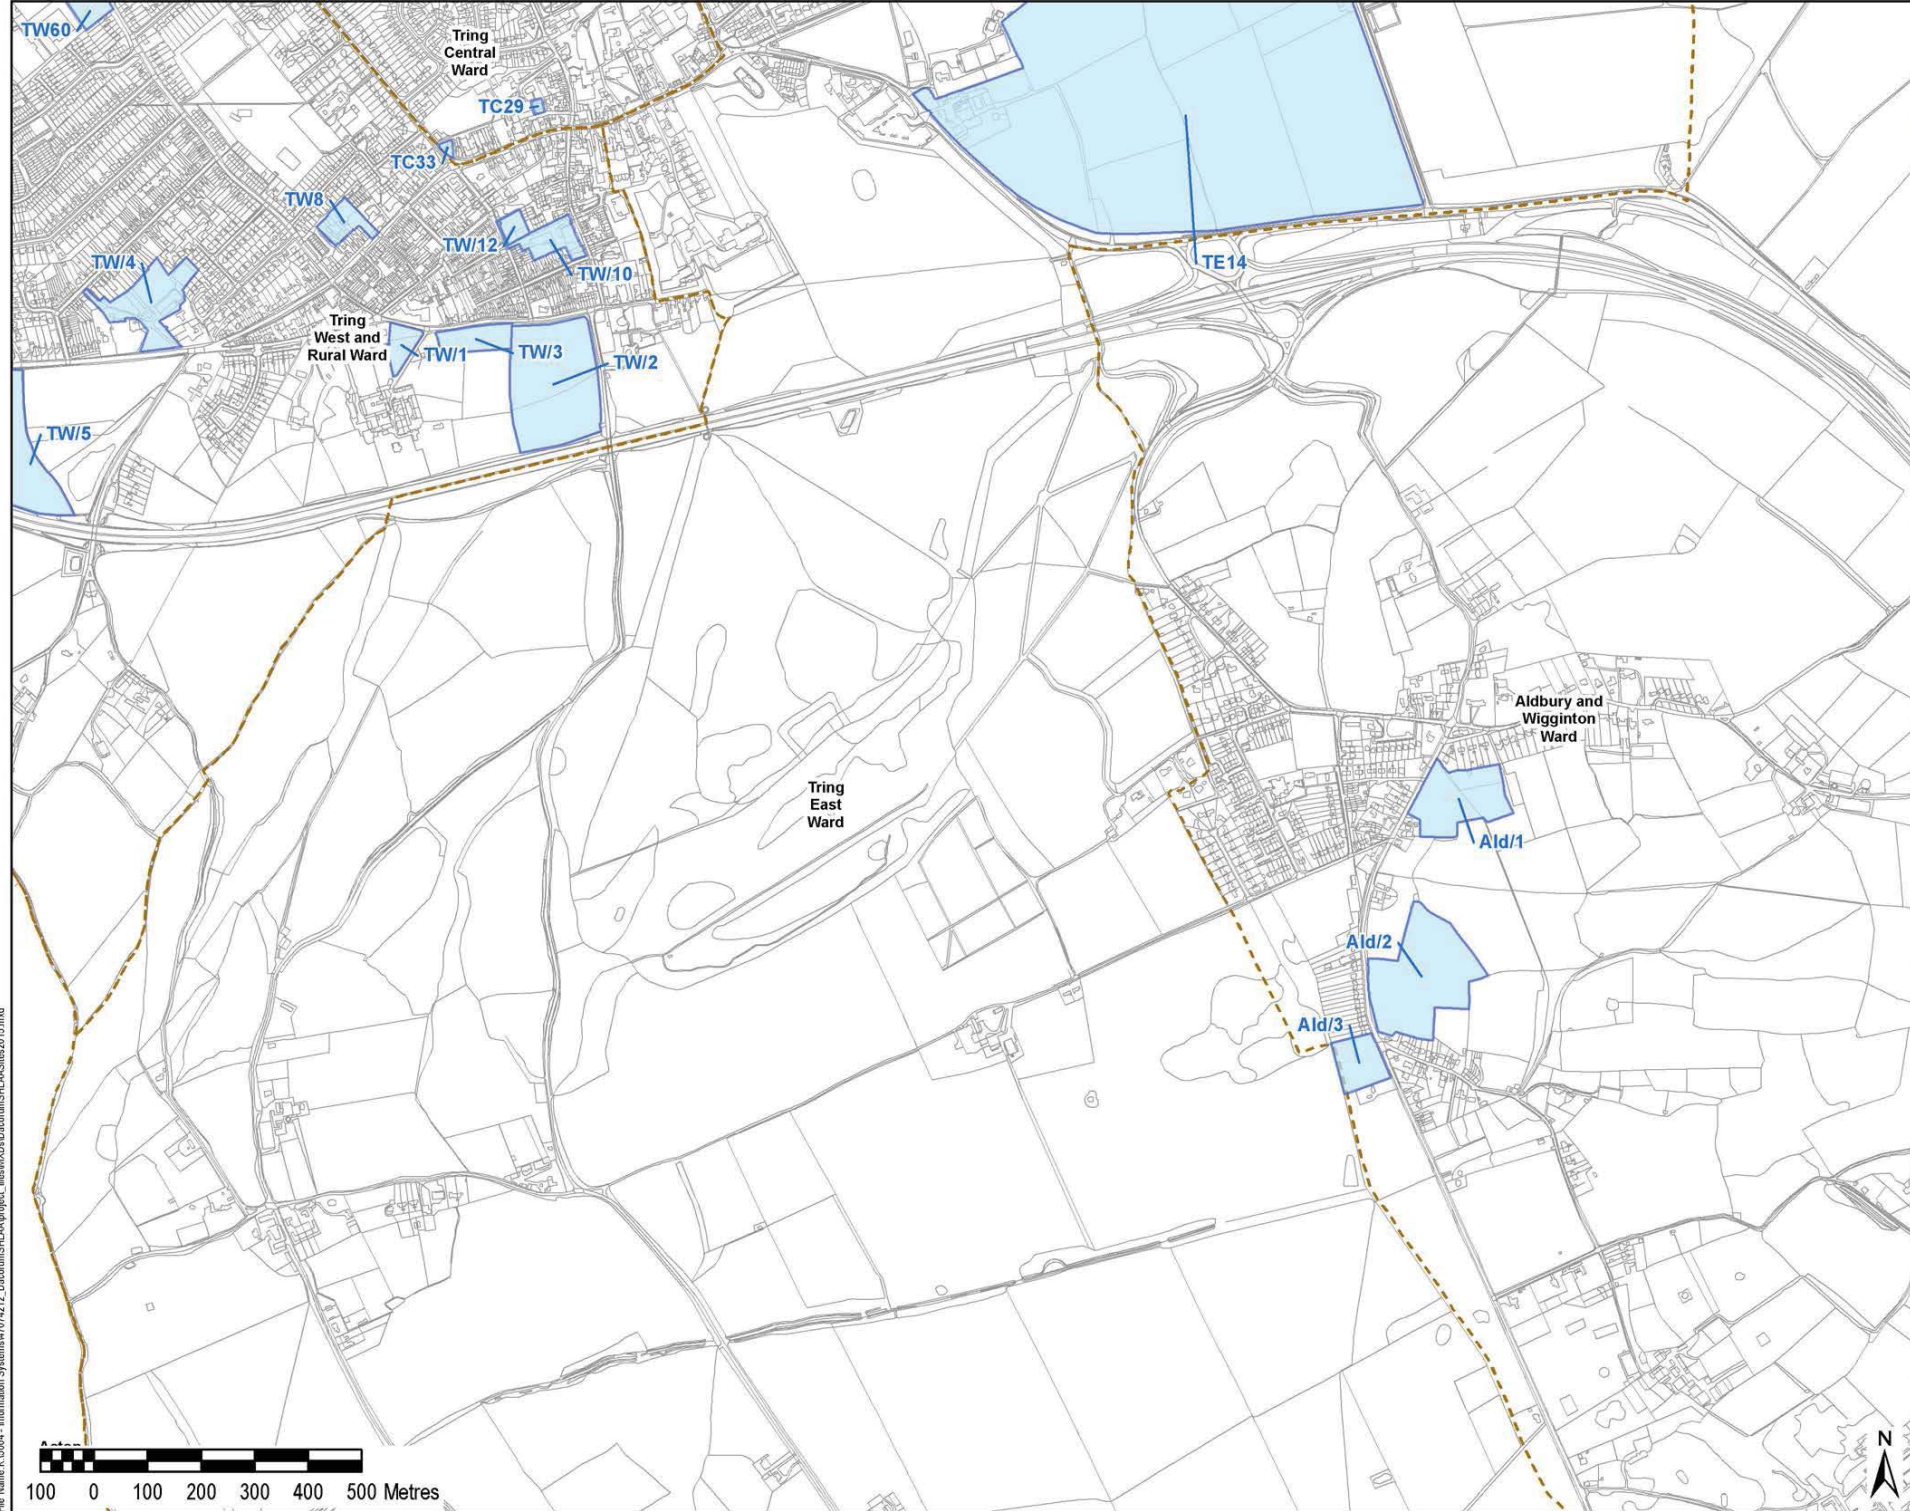 TW60
Tring
Central
Ward
TC29
TC33
TW8
TW/12
TW/10
TW/4
TE14
Tring
West and
Rural Ward
TW/1
TW/3
TW/2
TW/5
Aldbury and
Wigginton
Ward
Tring
East
Ward
Ald/1
Ald/2
Ald/3
N
100 0 100 200 300 400 500 Metres